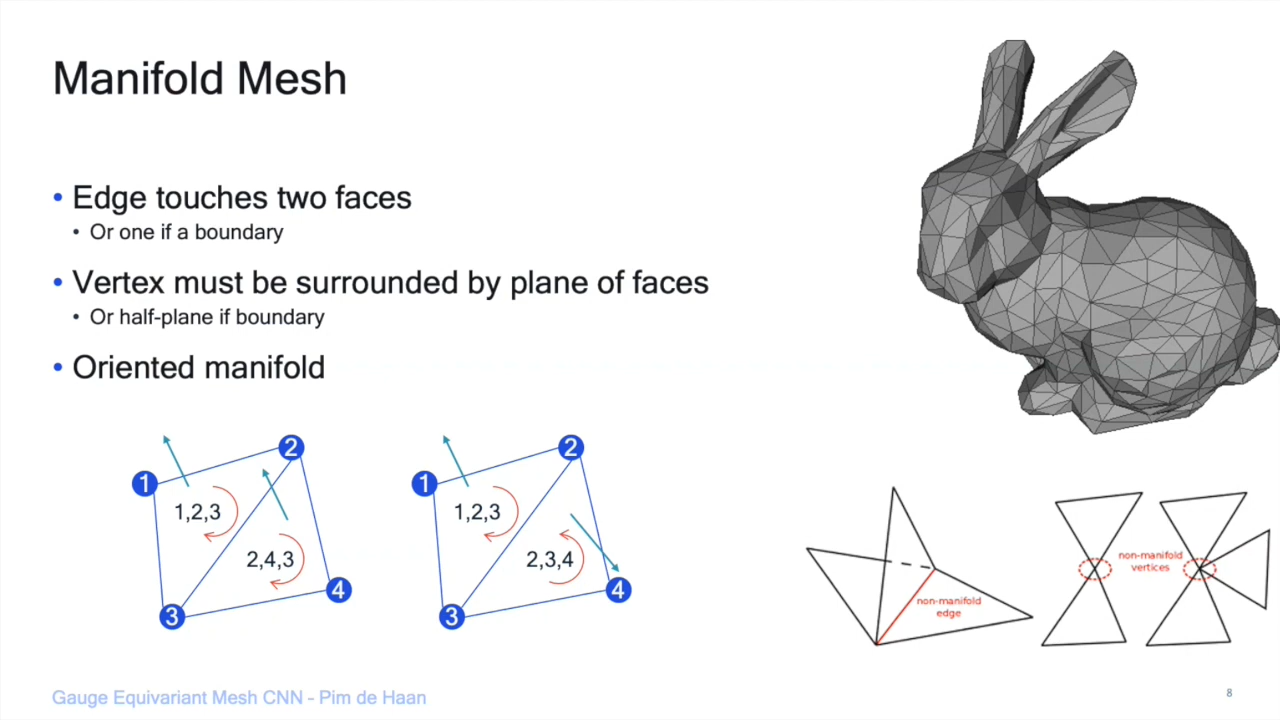 Manifold Mesh
• Edge touches two faces
• Or one if a boundary
• Vertex must be surrounded by plane of faces
• Or half-plane if boundary
• Oriented manifold
1
2
1,2,3
2,4,3
3
4
1
2
1,2,3
2,3,4
3
4
non-manifold
edge
non-manifold
vertices
Gauge Equivariant Mesh CNN - Pim de Haan
8